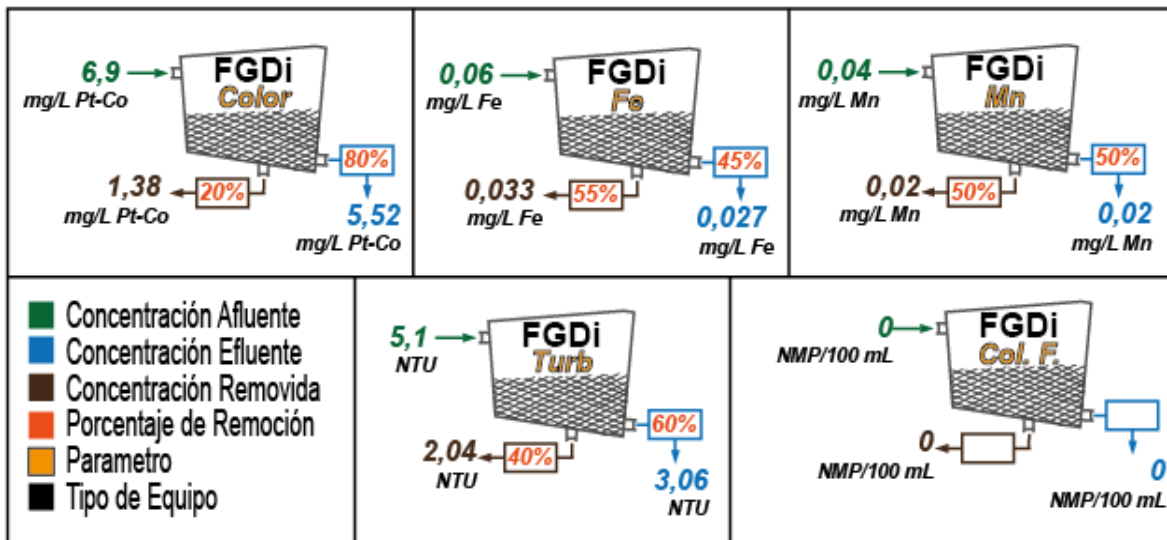 FGDi
Color
6,9
mg/L Pt-Co
80%
20%
1,38
mg/L Pt-Co
5,52
mg/L Pt-Co
FGDi
Fe
0,06
mg/L Fe
45%
55%
0,033
mg/L Fe
0,027
mg/L Fe
FGDi
Mn
0,04
mg/L Mn
50%
50%
0,02
mg/L Mn
0,02
mg/L Mn
Concentración Afluente
Concentración Efluente
Concentración Removida
Porcentaje de Remoción
Parametro
Tipo de Equipo
FGDi
Turb
5,1
NTU
60%
40%
2,04
NTU
3,06
NTU
FGDi
Col. F.
0
NMP/100 mL
0
NMP/100 mL
0
NMP/100 mL